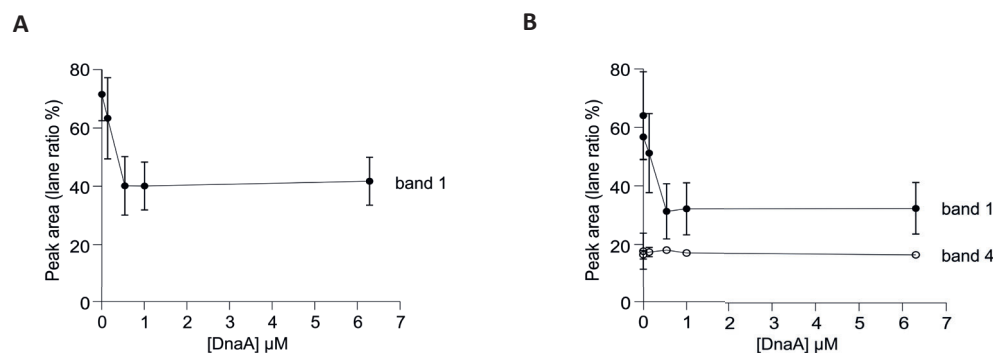 A
80
60
40
20
0
Peak area (lane ratio %)
band 1
0 1 2 3 4 5 6 7
[DnaA] µM
B
80
60
40
20
0
Peak area (lane ratio %)
band 1
band 4
0 1 2 3 4 5 6 7
[DnaA] µM